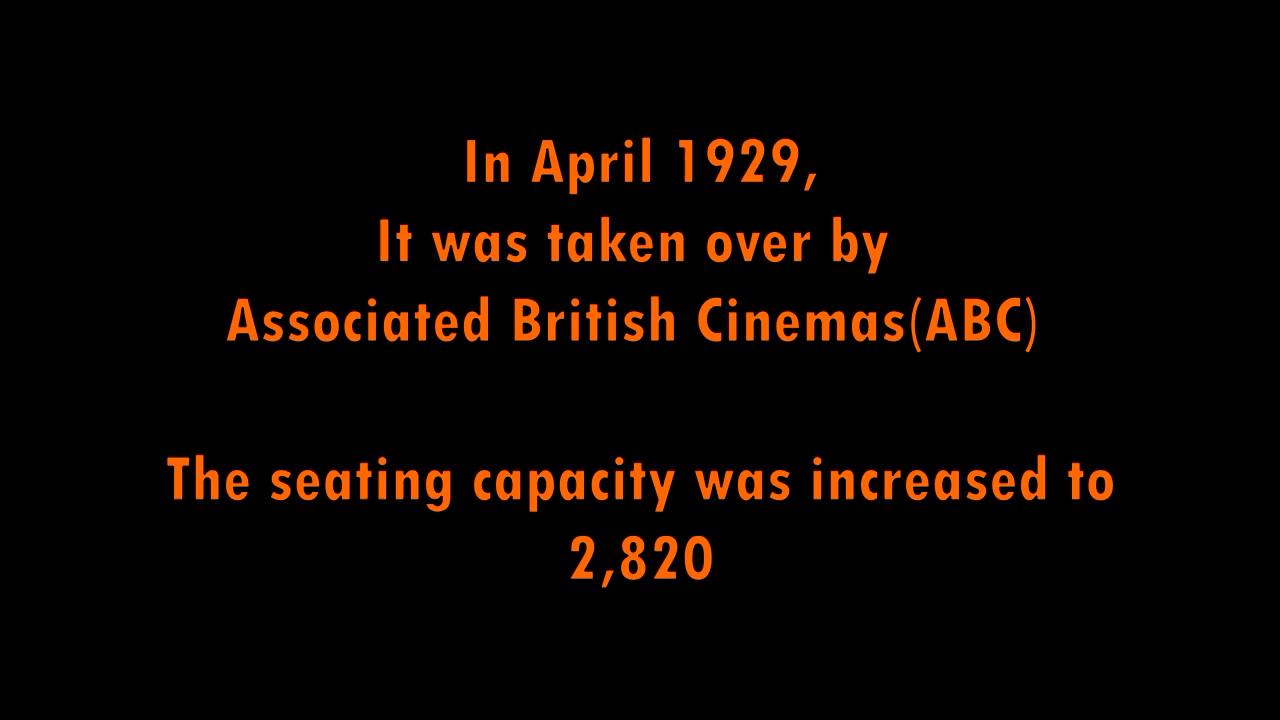 In April 1929,
It was taken over by
Associated British Cinemas(ABC)
The seating capacity was increased to
2,820